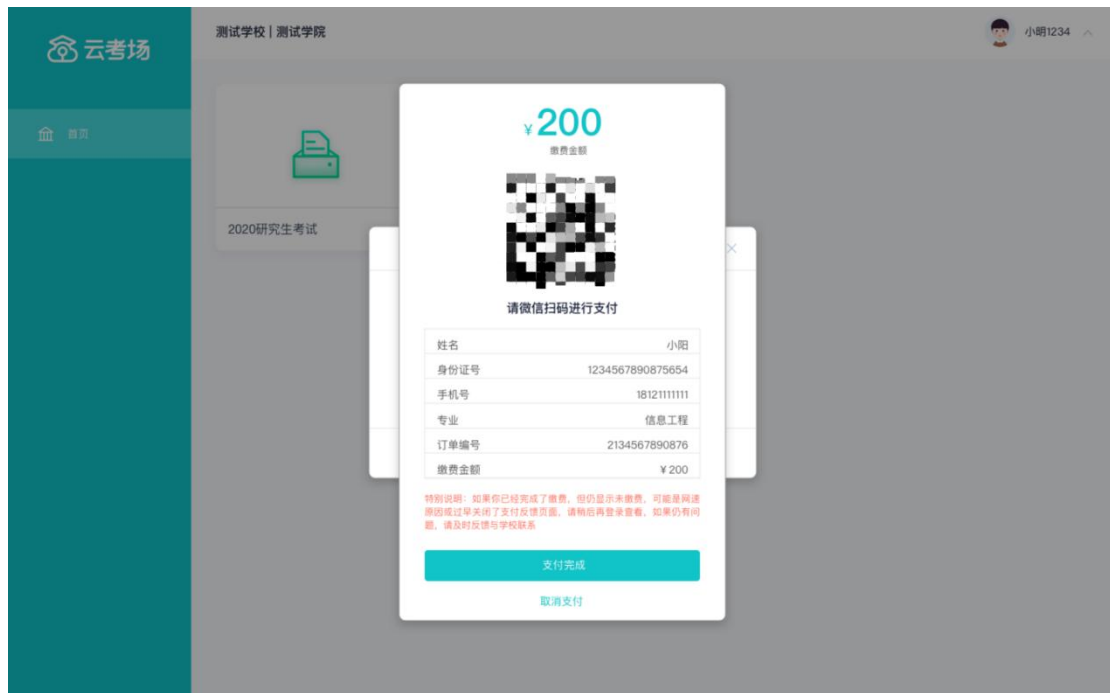 云考场
测试学校 | 测试学院
小明1234
首页
2020研究生考试
¥ 200
缴费金额
请微信扫码进行支付
姓名 小阳
身份证号 1234567890875654
手机号 18121111111
专业 信息工程
订单编号 2134567890876
缴费金额 ¥ 200
特别说明：如果你已经完成了缴费，但仍显示未缴费，可能是网速
原因或过早关闭了支付反馈页面，请稍后再登录查看，如果仍有问
题，请及时反馈与学校联系
支付完成
取消支付